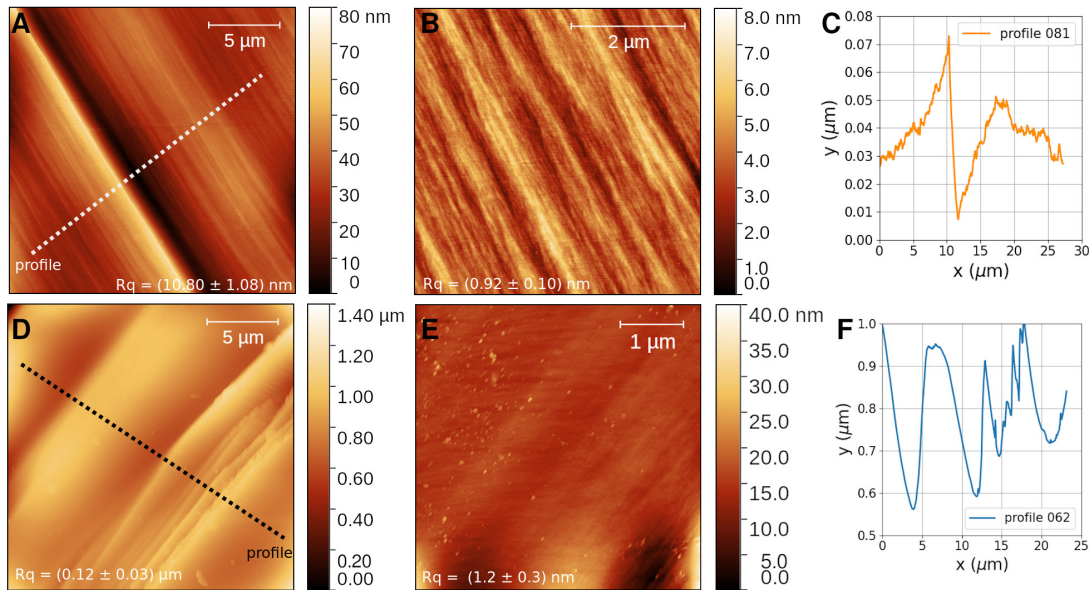 A
5 μm
profile
Rq = (10.80 ± 1.08) nm
80 nm
70
60
50
40
30
20
10
0
B
2 μm
Rq = (0.92 ± 0.10) nm
8.0 nm
7.0
6.0
5.0
4.0
3.0
2.0
1.0
0.0
C
profile 081
y (μm)
0.08
0.07
0.06
0.05
0.04
0.03
0.02
0.01
0.00
0 5 10 15 20 25 30
x (μm)
D
5 μm
profile
Rq = (0.12 ± 0.03) μm
1.40 μm
1.20
1.00
0.80
0.60
0.40
0.20
0.00
E
1 μm
Rq = (1.2 ± 0.3) nm
40.0 nm
35.0
30.0
25.0
20.0
15.0
10.0
5.0
0.0
F
profile 062
y (μm)
1.0
0.9
0.8
0.7
0.6
0.5
0 5 10 15 20 25
x (μm)